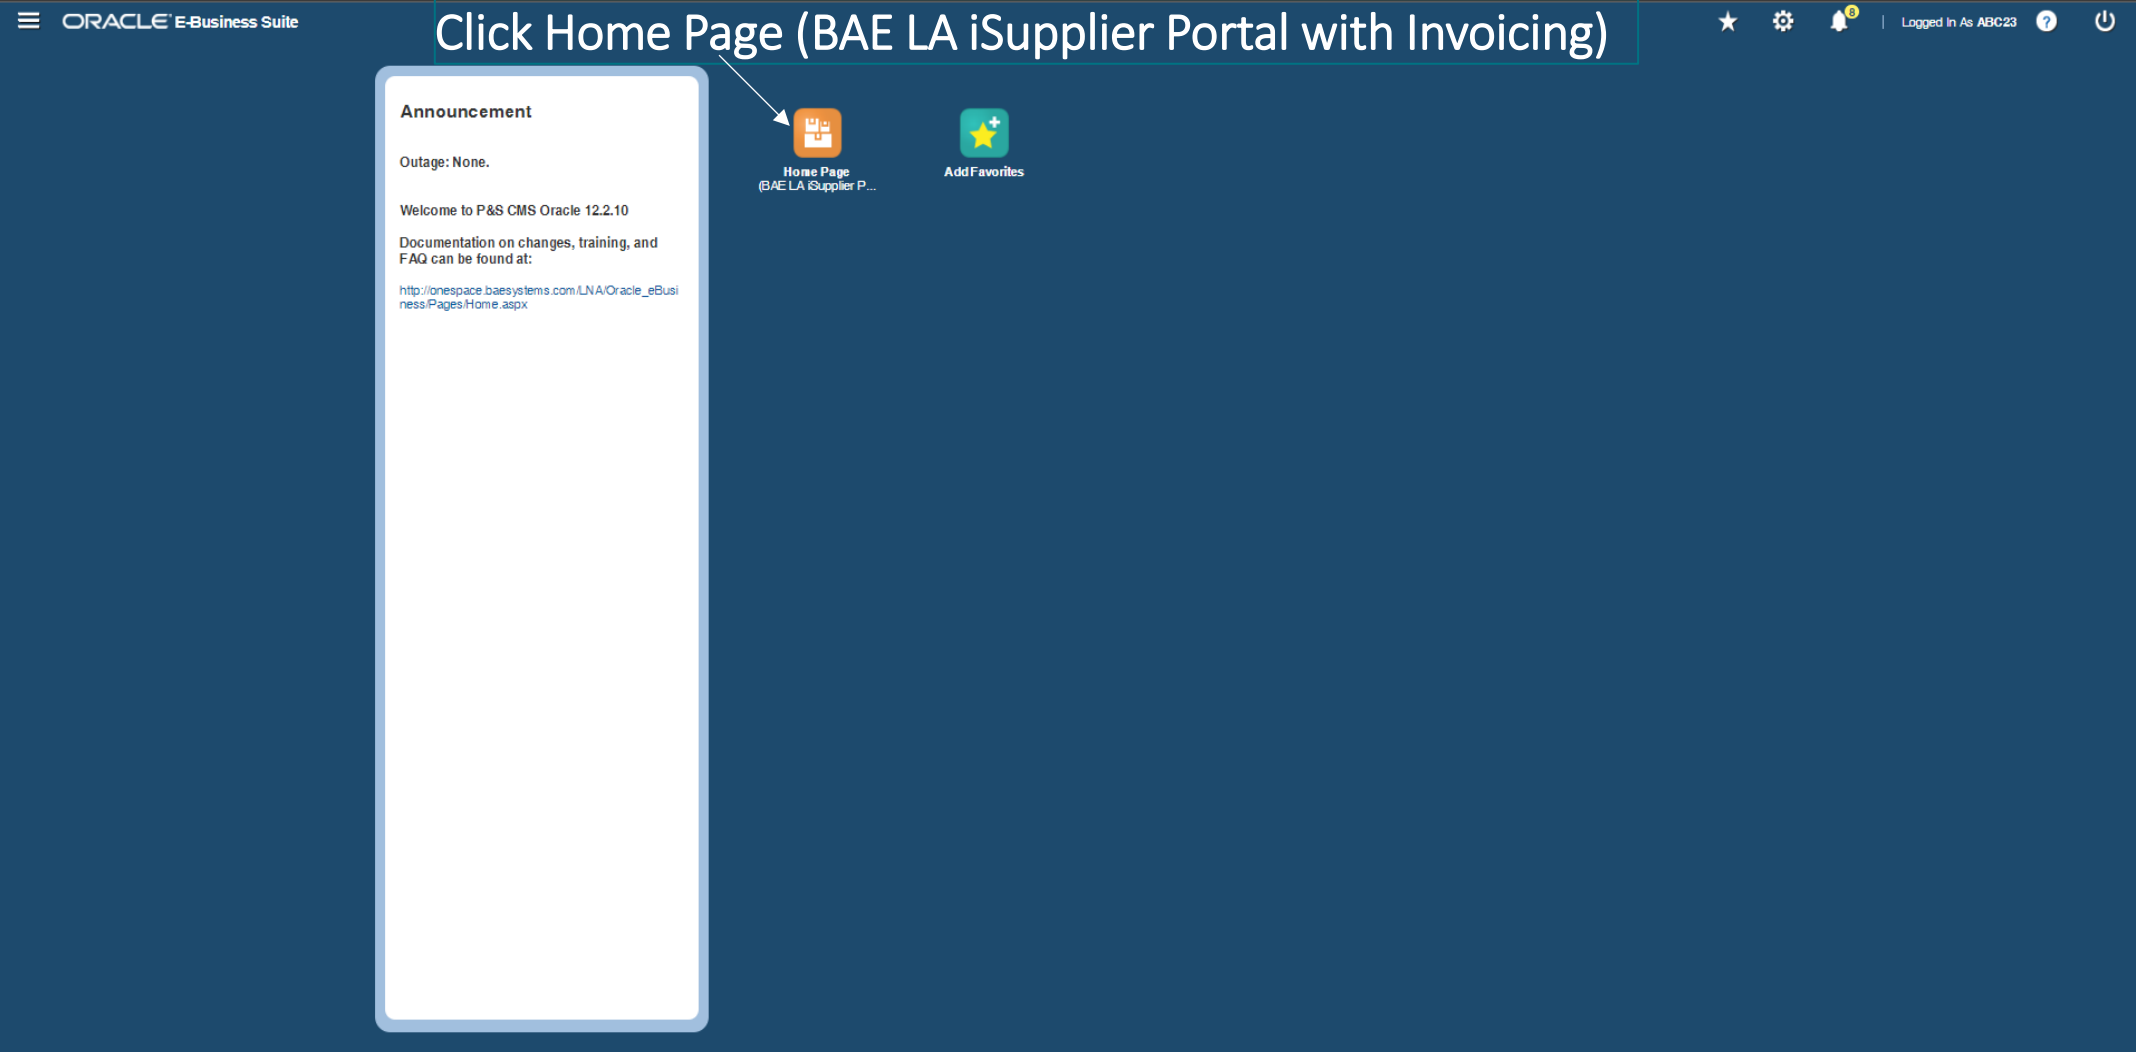 ORACLE E-Business Suite
Click Home Page (BAE LA iSupplier Portal with Invoicing)
8
Logged In As ABC23
?
Announcement
Outage: None.
Welcome to P&S CMS Oracle 12.2.10
Documentation on changes, training, and
FAQ can be found at:
http://onespace.baesystems.com/LNA/Oracle_eBusi
ness/Pages/Home.aspx
Home Page
(BAE LA iSupplier P...
Add Favorites